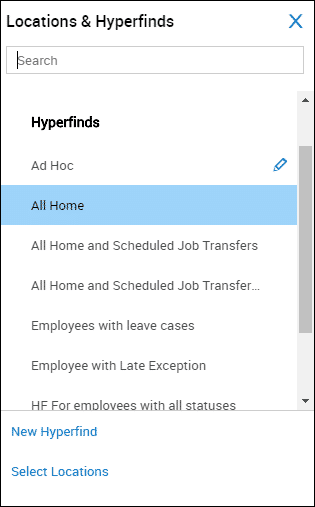 Locations & Hyperfinds
Search
Hyperfinds
Ad Hoc
All Home
All Home and Scheduled Job Transfers
All Home and Scheduled Job Transfer...
Employees with leave cases
Employee with Late Exception
HF For employees with all statuses
New Hyperfind
Select Locations